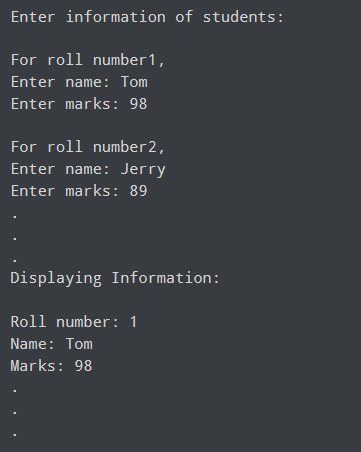 Enter information of students:
For roll number1,
Enter name: Tom
Enter marks: 98
For roll number2,
Enter name: Jerry
Enter marks: 89
.
.
.
Displaying Information:
Roll number: 1
Name: Tom
Marks: 98
.
.
.